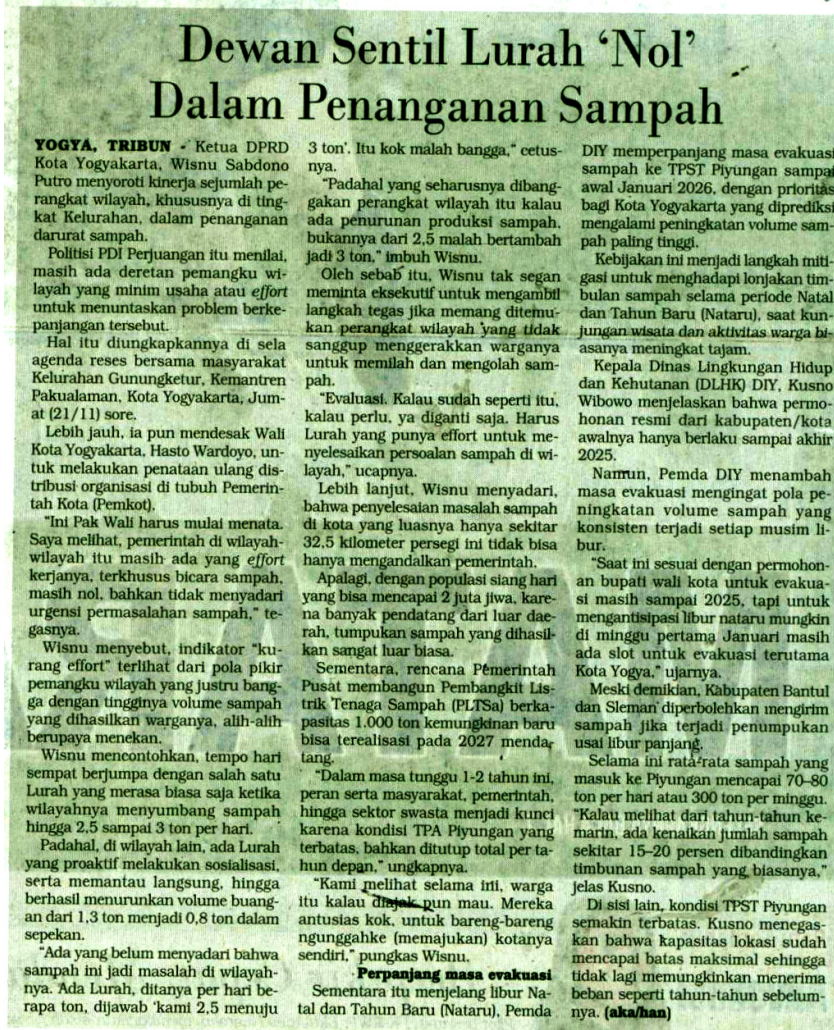 Dewan Sentil Lurah 'Nol'
Dalam Penanganan Sampah
YOGYA, TRIBUN - Ketua DPRD
Kota Yogyakarta, Wisnu Sabdono
Putro menyoroti kinerja sejumlah pe-
rangkat wilayah, khususnya di ting-
kat Kelurahan, dalam penanganan
darurat sampah.
Politisi PDI Perjuangan itu menilai,
masih ada deretan pemangku wi-
layah yang minim usaha atau effort
untuk menuntaskan problem berke-
panjangan tersebut.
Hal itu diungkapkannya di sela
agenda reses bersama masyarakat
Kelurahan Gunungketur, Kemantren
Pakualaman, Kota Yogyakarta, Jum-
at (21/11) sore.
Lebih jauh, ia pun mendesak Wali
Kota Yogyakarta, Hasto Wardoyo, un-
tuk melakukan penataan ulang dis-
tribusi organisasi di tubuh Pemerin-
tah Kota (Pemkot).
"Ini Pak Wali harus mulai menata.
Saya melihat, pemerintah di wilayah-
wilayah itu masih ada yang effort
kerjanya, terkhusus bicara sampah,
masih nol, bahkan tidak menyadari
urgensi permasalahan sampah," te-
gasnya.
Wisnu menyebut, indikator "ku-
rang effort" terlihat dari pola pikir
pemangku wilayah yang justru bang-
ga dengan tingginya volume sampah
yang dihasilkan warganya, alih-alih
berupaya menekan.
Wisnu mencontohkan, tempo hari
sempat berjumpa dengan salah satu
Lurah yang merasa biasa saja ketika
wilayahnya menyumbang sampah
hingga 2,5 sampai 3 ton per hari.
Padahal, di wilayah lain, ada Lurah
yang proaktif melakukan sosialisasi,
serta memantau langsung, hingga
berhasil menurunkan volume buang-
an dari 1,3 ton menjadi 0,8 ton dalam
sepekan.
"Ada yang belum menyadari bahwa
sampah ini jadi masalah di wilayah-
nya. Ada Lurah, ditanya per hari be-
rapa ton, dijawab 'kami 2,5 menuju
3 ton'. Itu kok malah bangga," cetus-
nya.
"Padahal yang seharusnya dibang-
gakan perangkat wilayah itu kalau
ada penurunan produksi sampah,
bukannya dari 2,5 malah bertambah
jadi 3 ton," imbuh Wisnu.
Oleh sebab itu, Wisnu tak segan
meminta eksekutif untuk mengambil
langkah tegas jika memang ditemu-
kan perangkat wilayah yang tidak
sanggup menggerakkan warganya
untuk memilah dan mengolah sam-
pah.
"Evaluasi. Kalau sudah seperti itu,
kalau perlu, ya diganti saja. Harus
Lurah yang punya effort untuk me-
nyelesaikan persoalan sampah di wi-
layah," ucapnya.
Lebih lanjut, Wisnu menyadari,
bahwa penyelesaian masalah sampah
di kota yang luasnya hanya sekitar
32,5 kilometer persegi ini tidak bisa
hanya mengandalkan pemerintah.
Apalagi, dengan populasi siang hari
yang bisa mencapai 2 juta jiwa, kare-
na banyak pendatang dari luar dae-
rah, tumpukan sampah yang dihasil-
kan sangat luar biasa.
Sementara, rencana Pemerintah
Pusat membangun Pembangkit Lis-
trik Tenaga Sampah (PLTSa) berka-
pasitas 1.000 ton kemungkinan baru
bisa terealisasi pada 2027 menda-
tang.
"Dalam masa tunggu 1-2 tahun ini,
peran serta masyarakat, pemerintah,
hingga sektor swasta menjadi kunci
karena kondisi TPA Piyungan yang
terbatas, bahkan ditutup total per ta-
hun depan," ungkapnya.
"Kami melihat selama ini, warga
itu kalau diajak pun mau. Mereka
antusias kok, untuk bareng-bareng
ngunggahke (memajukan) kotanya
sendiri," pungkas Wisnu.
Perpanjang masa evakuasi
Sementara itu menjelang libur Na-
tal dan Tahun Baru (Nataru), Pemda
DIY memperpanjang masa evakuasi
sampah ke TPST Piyungan sampai
awal Januari 2026, dengan prioritas
bagi Kota Yogyakarta yang diprediksi
mengalami peningkatan volume sam-
pah paling tinggi.
Kebijakan ini menjadi langkah miti-
gasi untuk menghadapi lonjakan tim-
bulan sampah selama periode Natal
dan Tahun Baru (Nataru), saat kun-
jungan wisata dan aktivitas warga bi-
asanya meningkat tajam.
Kepala Dinas Lingkungan Hidup
dan Kehutanan (DLHK) DIY, Kusno
Wibowo menjelaskan bahwa permo-
honan resmi dari kabupaten/kota
awalnya hanya berlaku sampai akhir
2025.
Namun, Pemda DIY menambah
masa evakuasi mengingat pola pe-
ningkatan volume sampah yang
konsisten terjadi setiap musim li-
bur.
"Saat ini sesuai dengan permohon-
an bupati wali kota untuk evakua-
si masih sampai 2025, tapi untuk
mengantisipasi libur nataru mungkin
di minggu pertama Januari masih
ada slot untuk evakuasi terutama
Kota Yogya," ujarnya.
Meski demikian, Kabupaten Bantul
dan Sleman diperbolehkan mengirim
sampah jika terjadi penumpukan
usai libur panjang.
Selama ini rata-rata sampah yang
masuk ke Piyungan mencapai 70-80
ton per hari atau 300 ton per minggu.
"Kalau melihat dari tahun-tahun ke-
marin, ada kenaikan jumlah sampah
sekitar 15-20 persen dibandingkan
timbunan sampah yang biasanya,"
jelas Kusno.
Di sisi lain, kondisi TPST Piyungan
semakin terbatas. Kusno menegas-
kan bahwa kapasitas lokasi sudah
mencapai batas maksimal sehingga
tidak lagi memungkinkan menerima
beban seperti tahun-tahun sebelum-
nya. (aka/han)